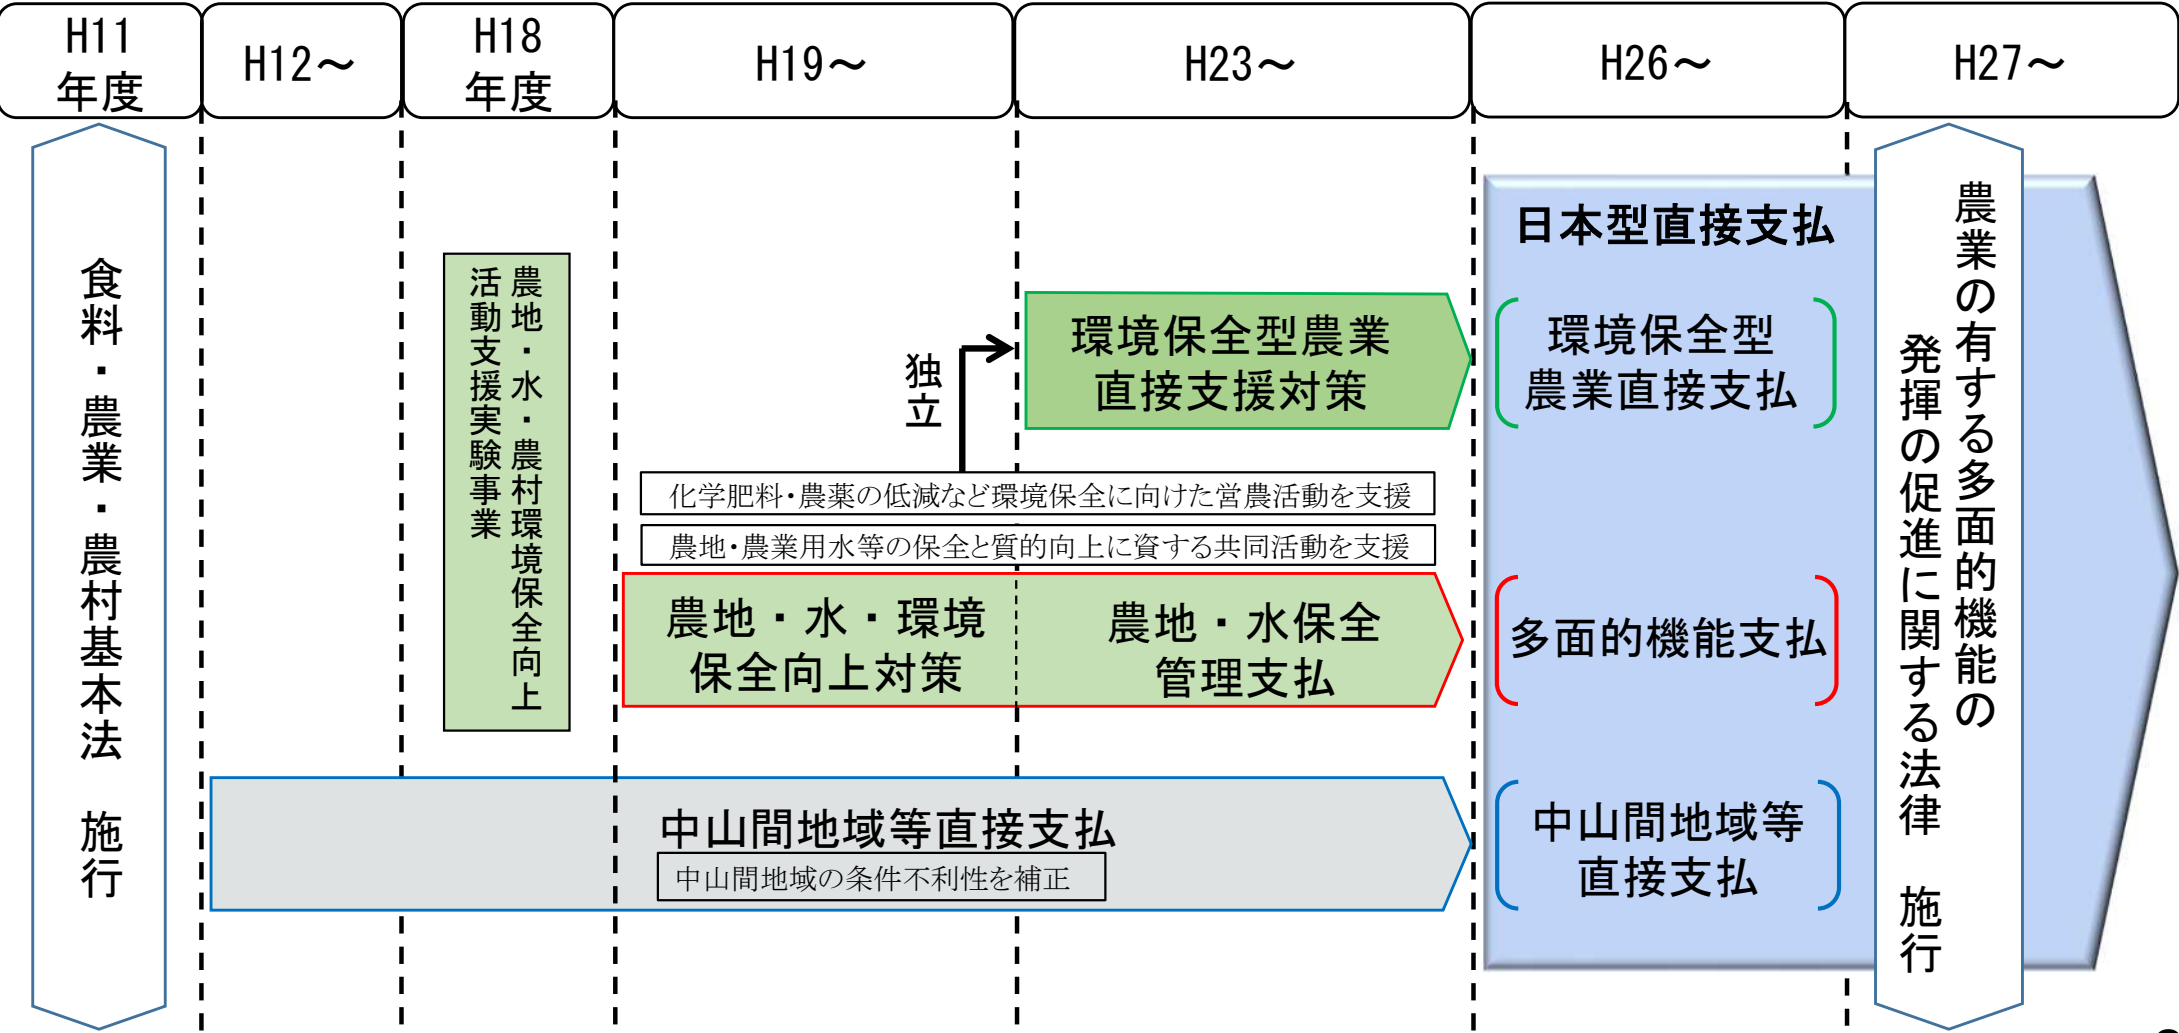 H11
年度
H12～
H18
年度
H19～
H23～
H26～
H27～
食料・農業・農村基本法　施行
農地・水・農村環境保全向上
活動支援実験事業
独立
環境保全型農業
直接支援対策
化学肥料・農薬の低減など環境保全に向けた営農活動を支援
農地・農業用水等の保全と質的向上に資する共同活動を支援
農地・水・環境
保全向上対策
農地・水保全
管理支払
中山間地域等直接支払
中山間地域の条件不利性を補正
日本型直接支払
環境保全型
農業直接支払
多面的機能支払
中山間地域等
直接支払
農業の有する多面的機能の
発揮の促進に関する法律　施行